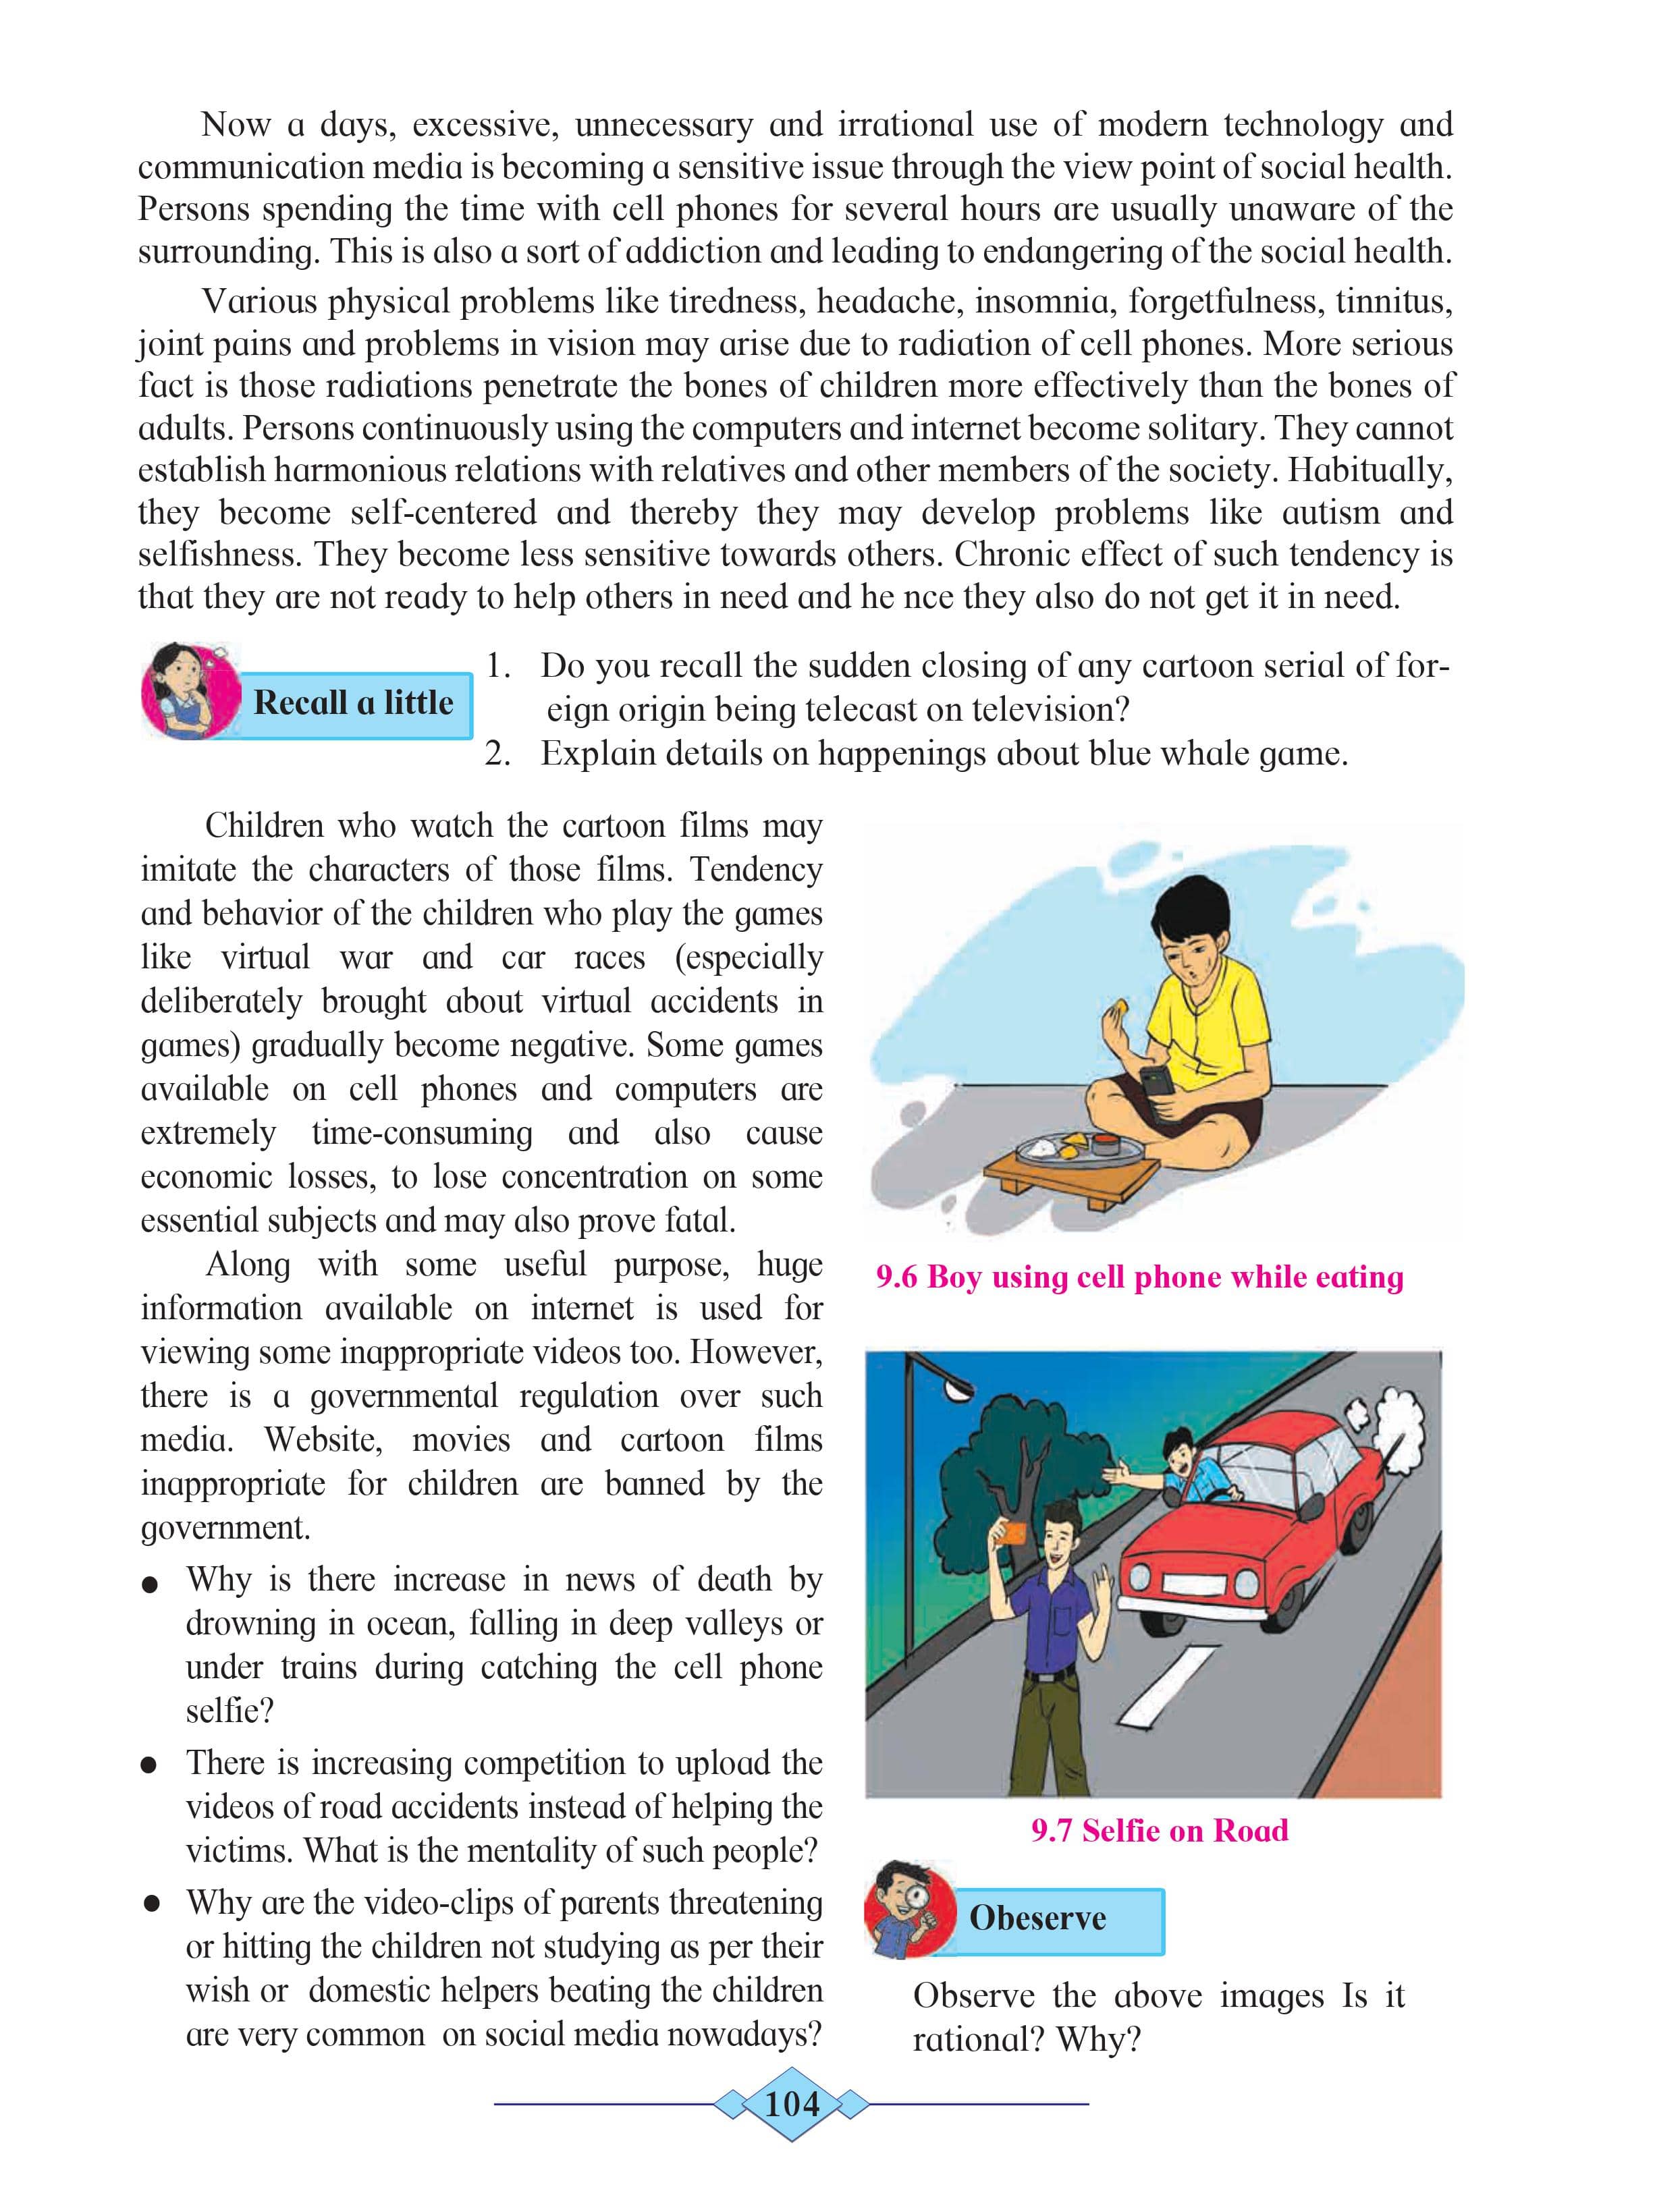 Now a days, excessive, unnecessary and irrational use of modern technology and
communication media is becoming a sensitive issue through the view point of social health.
Persons spending the time with cell phones for several hours are usually unaware of the
surrounding. This is also a sort of addiction and leading to endangering of the social health.
Various physical problems like tiredness, headache, insomnia, forgetfulness, tinnitus,
joint pains and problems in vision may arise due to radiation of cell phones. More serious
fact is those radiations penetrate the bones of children more effectively than the bones of
adults. Persons continuously using the computers and internet become solitary. They cannot
establish harmonious relations with relatives and other members of the society. Habitually,
they become self-centered and thereby they may develop problems like autism and
selfishness. They become less sensitive towards others. Chronic effect of such tendency is
that they are not ready to help others in need and he nce they also do not get it in need.
Recall a little
1. Do you recall the sudden closing of any cartoon serial of for-
eign origin being telecast on television?
2. Explain details on happenings about blue whale game.
Children who watch the cartoon films may
imitate the characters of those films. Tendency
and behavior of the children who play the games
like virtual war and car races (especially
deliberately brought about virtual accidents in
games) gradually become negative. Some games
available on cell phones and computers are
extremely time-consuming and also cause
economic losses, to lose concentration on some
essential subjects and may also prove fatal.
Along with some useful purpose, huge
information available on internet is used for
viewing some inappropriate videos too. However,
there is a governmental regulation over such
media. Website, movies and cartoon films
inappropriate for children are banned by the
government.
● Why is there increase in news of death by
drowning in ocean, falling in deep valleys or
under trains during catching the cell phone
selfie?
● There is increasing competition to upload the
videos of road accidents instead of helping the
victims. What is the mentality of such people?
● Why are the video-clips of parents threatening
or hitting the children not studying as per their
wish or domestic helpers beating the children
are very common on social media nowadays?
9.6 Boy using cell phone while eating
9.7 Selfie on Road
Obeserve
Observe the above images Is it
rational? Why?
104